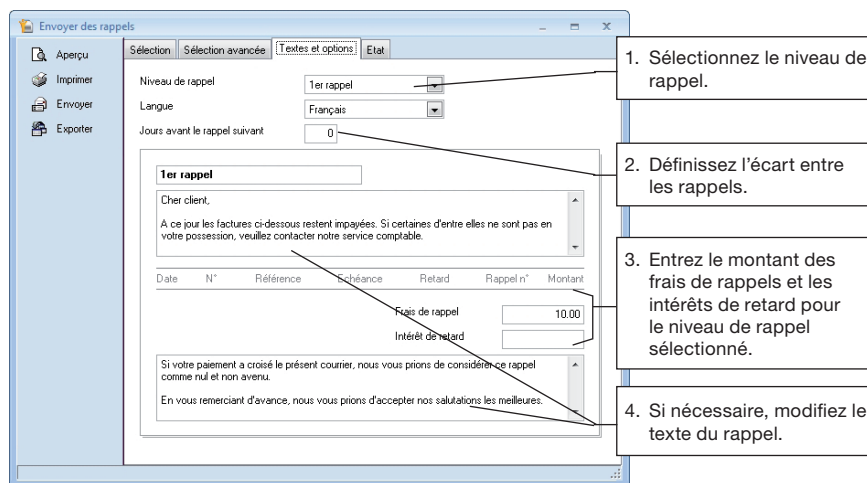 Envoyer des rappels
Aperçu
Imprimer
Envoyer
Exporter
Sélection Sélection avancée Textes et options Etat
Niveau de rappel 1er rappel
Langue Français
Jours avant le rappel suivant 0
1er rappel
Cher client,
A ce jour les factures ci-dessous restent impayées. Si certaines d'entre elles ne sont pas en
votre possession, veuillez contacter notre service comptable.
Date N° Référence Echéance Retard Rappel n° Montant
Frais de rappel 10.00
Intérêt de retard
Si votre paiement a croisé le présent courrier, nous vous prions de considérer ce rappel
comme nul et non avenu.
En vous remerciant d'avance, nous vous prions d'accepter nos salutations les meilleures.
1. Sélectionnez le niveau de
rappel.
2. Définissez l'écart entre
les rappels.
3. Entrez le montant des
frais de rappels et les
intérêts de retard pour
le niveau de rappel
sélectionné.
4. Si nécessaire, modifiez le
texte du rappel.